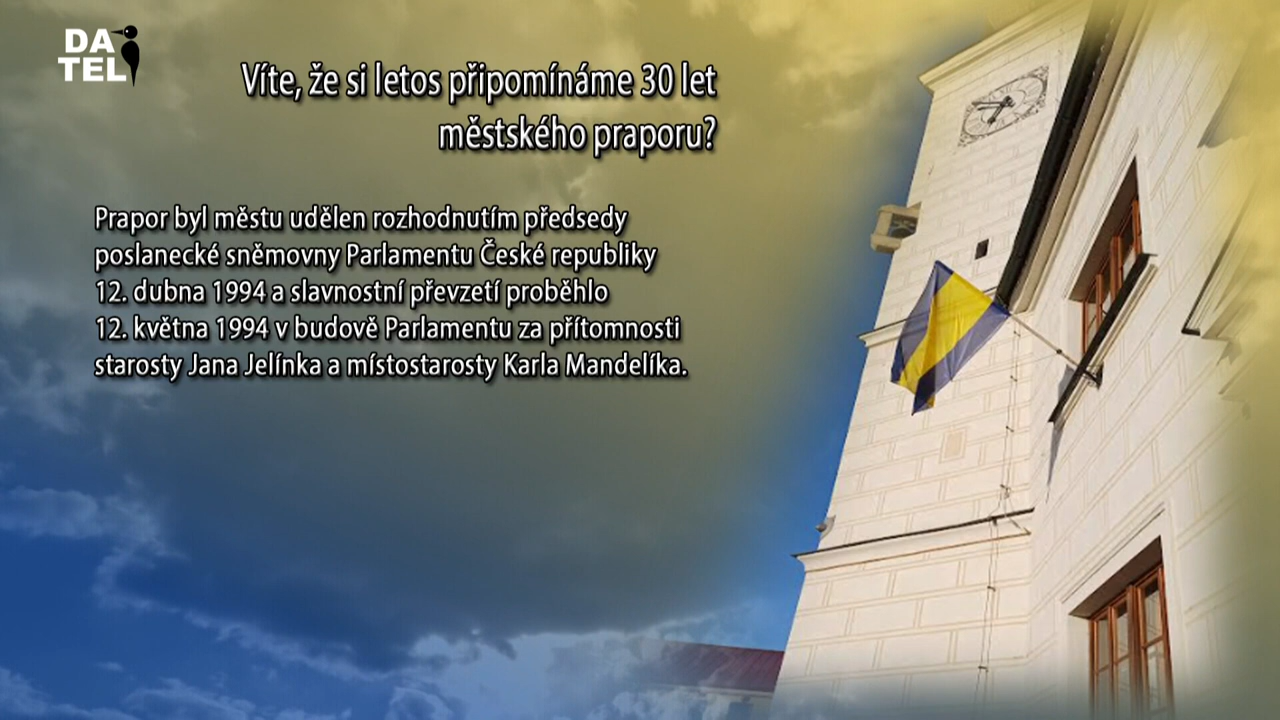 DA
TEL
Víte, že si letos připomínáme 30 let
městského praporu?
Prapor byl městu udělen rozhodnutím předsedy
poslanecké sněmovny Parlamentu České republiky
12. dubna 1994 a slavnostní převzetí proběhlo
12. května 1994 v budově Parlamentu za přítomnosti
starosty Jana Jelínka a místostarosty Karla Mandelíka.